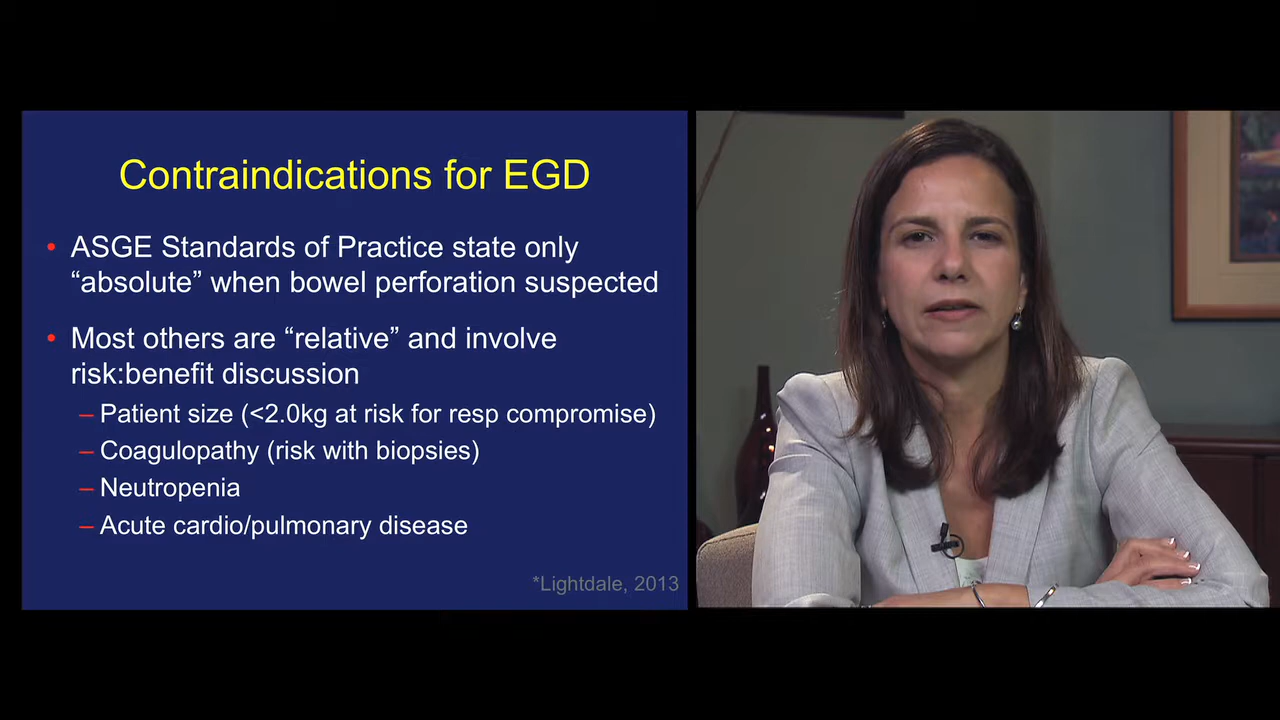 Contraindications for EGD
• ASGE Standards of Practice state only
“absolute” when bowel perforation suspected
• Most others are “relative” and involve
risk:benefit discussion
– Patient size (<2.0kg at risk for resp compromise)
– Coagulopathy (risk with biopsies)
– Neutropenia
– Acute cardio/pulmonary disease
*Lightdale, 2013